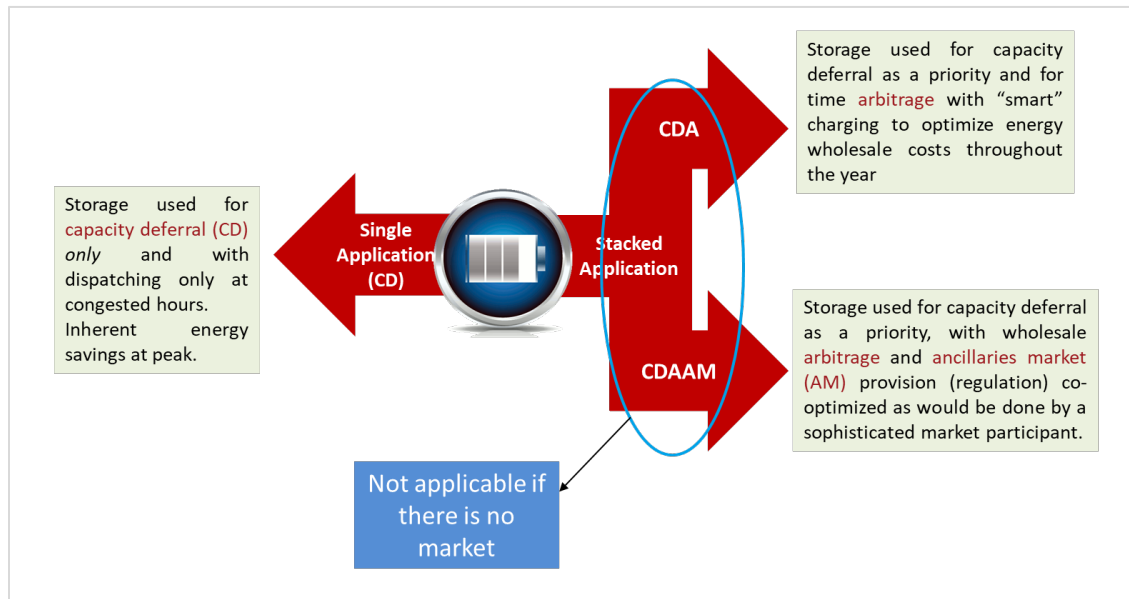 Storage used for
capacity deferral (CD)
only and with
dispatching only at
congested hours.
Inherent energy
savings at peak.
Single
Application
(CD)
Stacked
Application
CDA
CDAAM
Storage used for capacity
deferral as a priority and for
time arbitrage with “smart”
charging to optimize energy
wholesale costs throughout
the year
Storage used for capacity deferral
as a priority, with wholesale
arbitrage and ancillaries market
(AM) provision (regulation) co-
optimized as would be done by a
sophisticated market participant.
Not applicable if
there is no
market